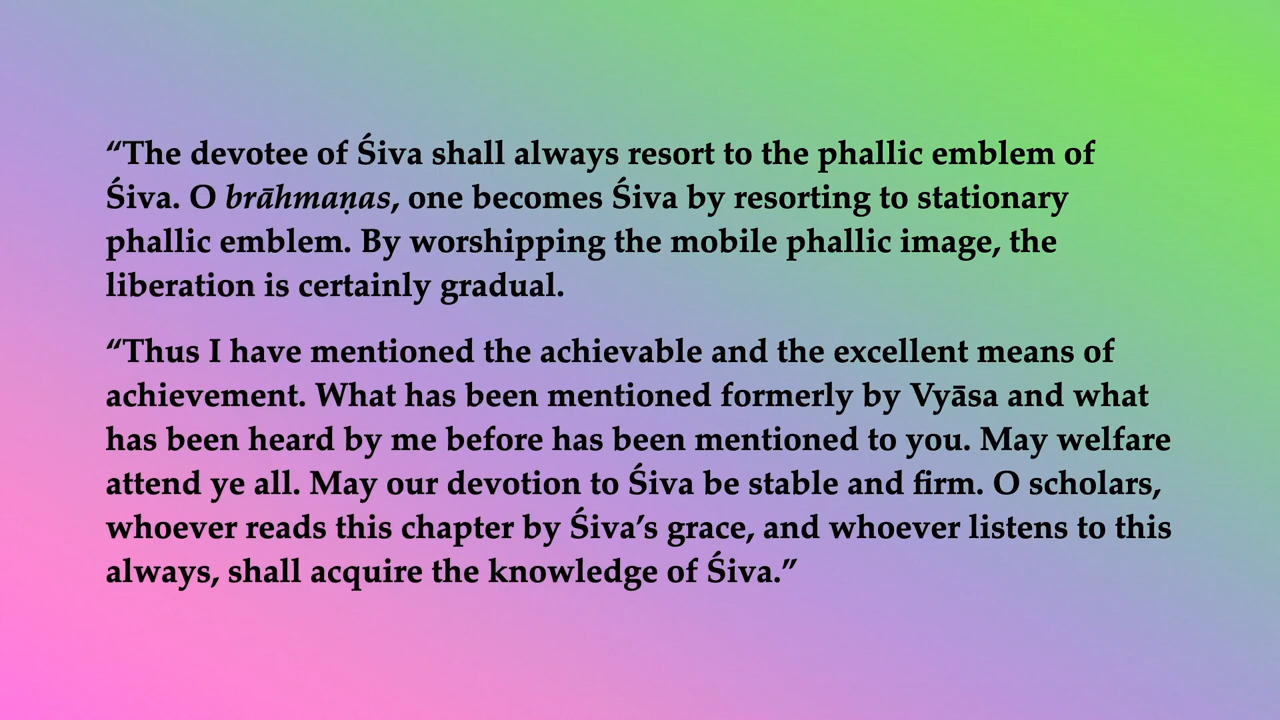 “The devotee of Śiva shall always resort to the phallic emblem of
Śiva. O brāhmaṇas, one becomes Śiva by resorting to stationary
phallic emblem. By worshipping the mobile phallic image, the
liberation is certainly gradual.
“Thus I have mentioned the achievable and the excellent means of
achievement. What has been mentioned formerly by Vyāsa and what
has been heard by me before has been mentioned to you. May welfare
attend ye all. May our devotion to Śiva be stable and firm. O scholars,
whoever reads this chapter by Śiva’s grace, and whoever listens to this
always, shall acquire the knowledge of Śiva.”